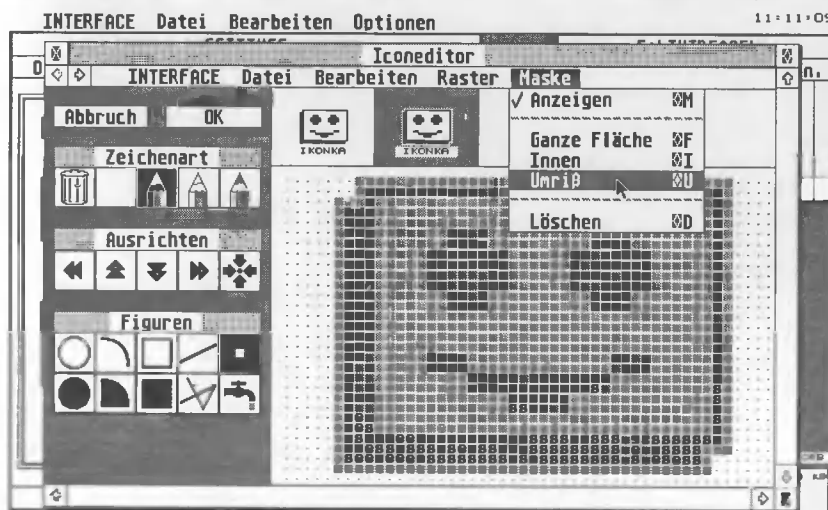 INTERFACE Datei Bearbeiten Optionen
Iconeditor
INTERFACE Datei Bearbeiten Raster Maske
Abbruch OK
IKONKA
IKONKA
✓ Anzeigen ◊M
Ganze Fläche ◊F
Innen ◊I
Umriß ◊U
Löschen ◊D
Zeichenart
Ausrichten
Figuren